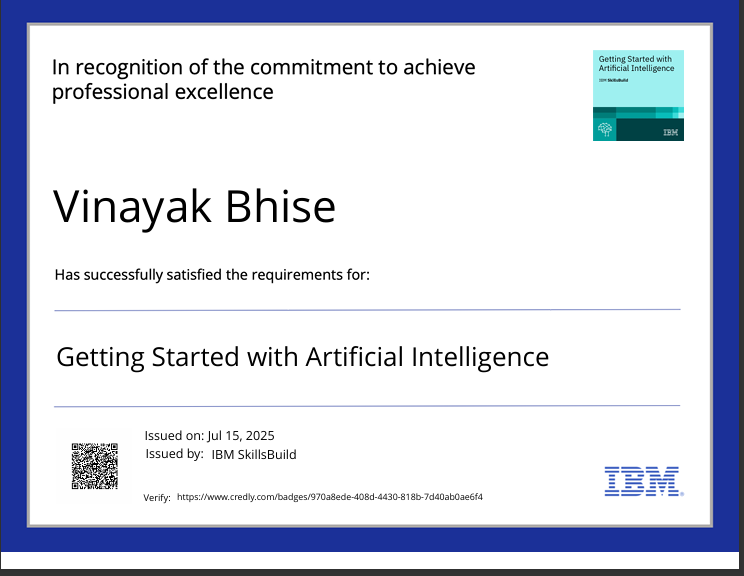 In recognition of the commitment to achieve
professional excellence
Getting Started with
Artificial Intelligence
IBM SkillsBuild
IBM
Vinayak Bhise
Has successfully satisfied the requirements for:
Getting Started with Artificial Intelligence
Issued on: Jul 15, 2025
Issued by: IBM SkillsBuild
Verify: https://www.credly.com/badges/970a8ede-408d-4430-818b-7d40ab0ae6f4
IBM®